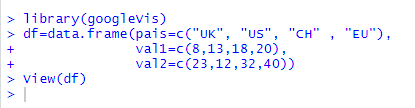 > library(googleVis)
> df=data.frame(pais=c("UK", "US", "CH" , "EU"),
+               val1=c(8,13,18,20),
+               val2=c(23,12,32,40))
> View(df)
>